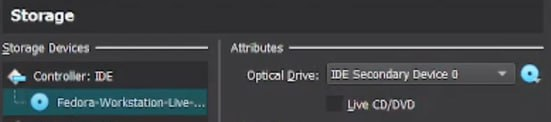 Storage
Storage Devices
Attributes
Controller: IDE
Optical Drive: IDE Secondary Device 0
Fedora-Workstation-Live-...
Live CD/DVD